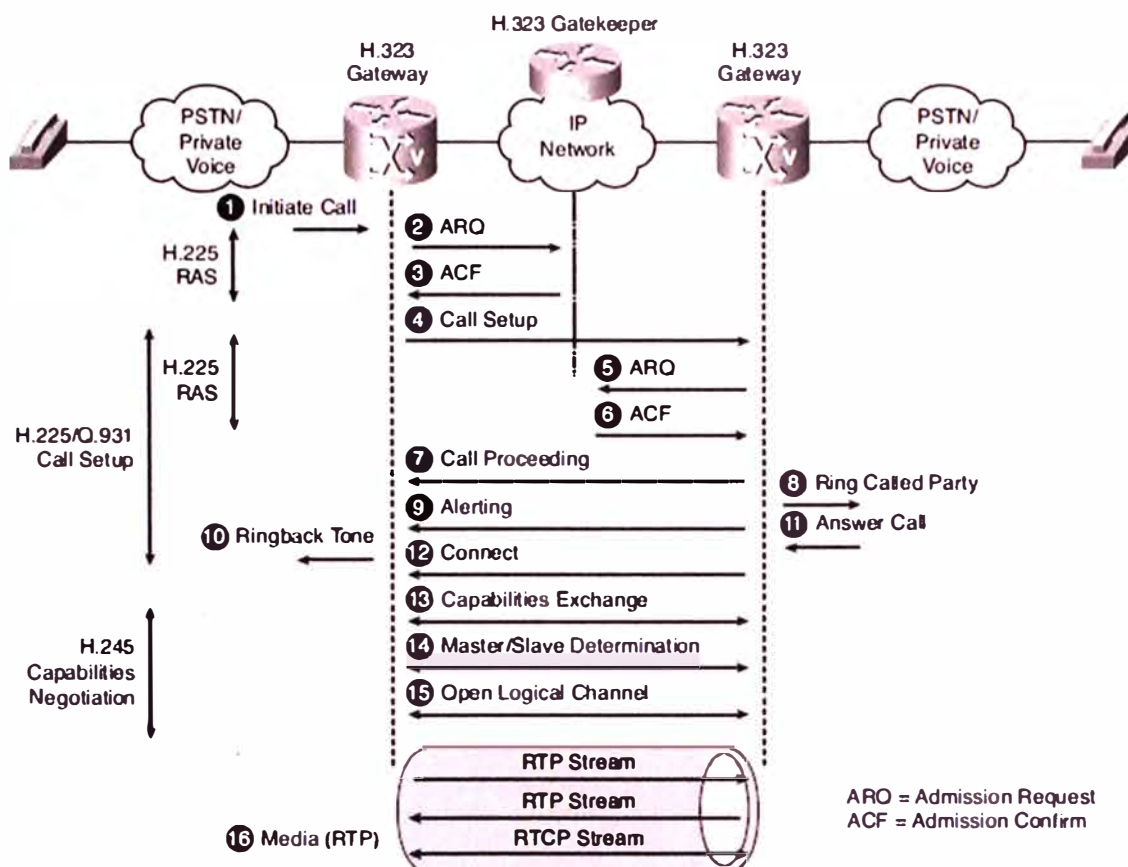 H.323 Gatekeeper
H.323
Gateway
H.323
Gateway
PSTN/
Private
Voice
V
IP
Network
V
PSTN/
Private
Voice
1 Initiate Call
2 ARQ
H.225
RAS
3 ACF
4 Call Setup
H.225
RAS
5 ARQ
6 ACF
H.225/Q.931
Call Setup
7 Call Proceeding
8 Ring Called Party
9 Alerting
10 Ringback Tone
11 Answer Call
12 Connect
13 Capabilities Exchange
H.245
Capabilities
Negotiation
14 Master/Slave Determination
15 Open Logical Channel
RTP Stream
RTP Stream
16 Media (RTP)
RTCP Stream
ARQ = Admission Request
ACF = Admission Confirm